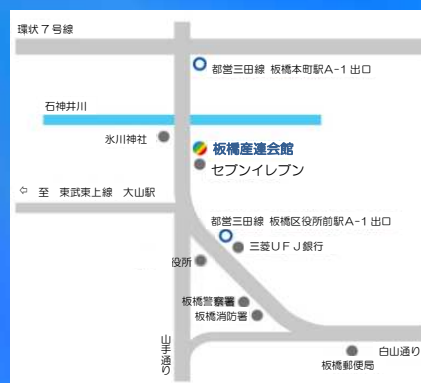 環状７号線
都営三田線 板橋本町駅A-1出口
石神井川
氷川神社
板橋産連会館
セブンイレブン
⇦ 至 東武東上線 大山駅
都営三田線 板橋区役所前駅A-1出口
三菱ＵＦＪ銀行
役所
板橋警察署
板橋消防署
山手通り
白山通り
板橋郵便局